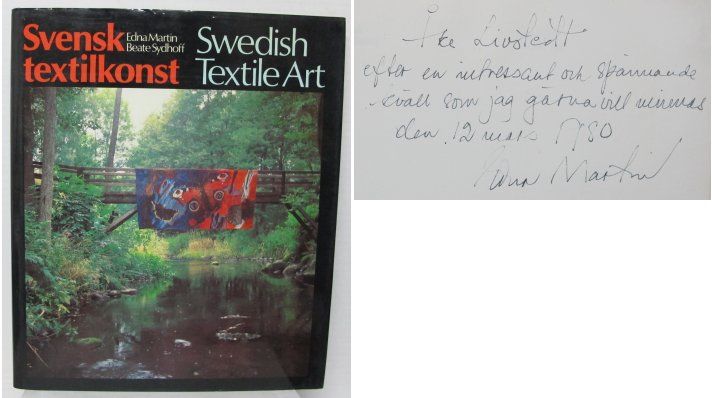 Svensk
textilkonst
Edna Martin
Beate Sydhoff
Swedish
Textile Art
Åke Livstedt
efter en intressant och spännande
kväll som jag gärna vill minnas
den 12 mars 1980
Edna Martin